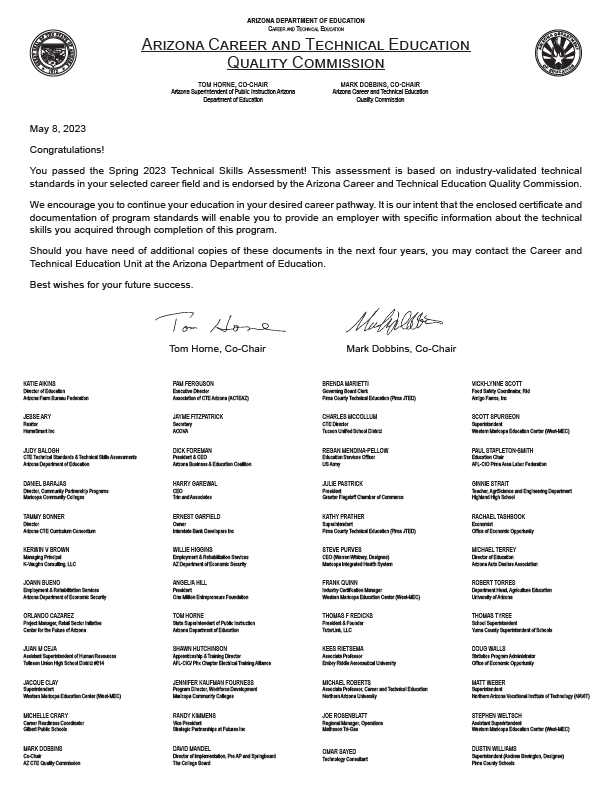 ARIZONA DEPARTMENT OF EDUCATION
CAREER AND TECHNICAL EDUCATION
ARIZONA CAREER AND TECHNICAL EDUCATION
QUALITY COMMISSION
TOM HORNE, CO-CHAIR
Arizona Superintendent of Public Instruction Arizona
Department of Education
MARK DOBBINS, CO-CHAIR
Arizona Career and Technical Education
Quality Commission
May 8, 2023
Congratulations!
You passed the Spring 2023 Technical Skills Assessment! This assessment is based on industry-validated technical
standards in your selected career field and is endorsed by the Arizona Career and Technical Education Quality Commission.
We encourage you to continue your education in your desired career pathway. It is our intent that the enclosed certificate and
documentation of program standards will enable you to provide an employer with specific information about the technical
skills you acquired through completion of this program.
Should you have need of additional copies of these documents in the next four years, you may contact the Career and
Technical Education Unit at the Arizona Department of Education.
Best wishes for your future success.
Tom Horne
Tom Horne, Co-Chair
Mark Dobbins, Co-Chair
KATIE AIKINS
Director of Education
Arizona Farm Bureau Federation
PAM FERGUSON
Executive Director
Association of CTE Arizona (ACTEAZ)
BRENDA MARIETTI
Governing Board Clerk
Pima County Technical Education (Pima JTED)
VICKI-LYNNE SCOTT
Food Safety Coordinator, Rtd
Amigo Farms, Inc
JESSE ARY
Realtor
HomeSmart Inc
JAYME FITZPATRICK
Secretary
ACOVA
CHARLES MCCOLLUM
CTE Director
Tucson Unified School District
SCOTT SPURGEON
Superintendent
Western Maricopa Education Center (West-MEC)
JUDY BALOGH
CTE Technical Standards & Technical Skills Assessments
Arizona Department of Education
DICK FOREMAN
President & CEO
Arizona Business & Education Coalition
REGAN MENDINA-PELLOW
Education Services Officer
US Army
PAUL STAPLETON-SMITH
Education Chair
AFL-CIO Pima Area Labor Federation
DANIEL BARAJAS
Director, Community Partnership Programs
Maricopa Community Colleges
HARRY GAREWAL
CEO
Trin and Associates
JULIE PASTRICK
President
Greater Flagstaff Chamber of Commerce
GINNIE STRAIT
Teacher, AgriScience and Engineering Department
Highland High School
TAMMY BONNER
Director
Arizona CTE Curriculum Consortium
ERNEST GARFIELD
Owner
Interstate Bank Developers Inc
KATHY PRATHER
Superintendent
Pima County Technical Education (Pima JTED)
RACHAEL TASHBOOK
Economist
Office of Economic Opportunity
KERWIN V BROWN
Managing Principal
K-Vaughn Consulting, LLC
WILLIE HIGGINS
Employment & Rehabilitation Services
AZ Department of Economic Security
STEVE PURVES
CEO (Warren Whitney, Designee)
Maricopa Integrated Health System
MICHAEL TERREY
Director of Education
Arizona Auto Dealers Association
JOANN BUENO
Employment & Rehabilitation Services
Arizona Department of Economic Security
ANGELIA HILL
President
One Million Entrepreneurs Foundation
FRANK QUINN
Industry Certification Manager
Western Maricopa Education Center (West-MEC)
ROBERT TORRES
Department Head, Agriculture Education
University of Arizona
ORLANDO CAZAREZ
Project Manager, Retail Sector Initiative
Center for the Future of Arizona
TOM HORNE
State Superintendent of Public Instruction
Arizona Department of Education
THOMAS F REDICKS
President & Founder
TutorLink, LLC
THOMAS TYREE
School Superintendent
Yuma County Superintendent of Schools
JUAN M CEJA
Assistant Superintendent of Human Resources
Tolleson Union High School District #214
SHAWN HUTCHINSON
Apprenticeship & Training Director
AFL-CIO/ Phx Chapter Electrical Training Alliance
KEES RIETSEMA
Associate Professor
Embry Riddle Aeronautical University
DOUG WALLS
Statistics Program Administrator
Office of Economic Opportunity
JACQUE CLAY
Superintendent
Western Maricopa Education Center (West-MEC)
JENNIFER KAUFMAN FOURNESS
Program Director, Workforce Development
Maricopa Community Colleges
MICHAEL ROBERTS
Associate Professor, Career and Technical Education
Northern Arizona University
MATT WEBER
Superintendent
Northern Arizona Vocational Institute of Technology (NAVIT)
MICHELLE CRARY
Career Readiness Coordinator
Gilbert Public Schools
RANDY KIMMENS
Vice President
Strategic Partnerships at Futures Inc
JOE ROSENBLATT
Regional Manager, Operations
Matheson Tri-Gas
STEPHEN WELTSCH
Assistant Superintendent
Western Maricopa Education Center (West-MEC)
MARK DOBBINS
Co-Chair
AZ CTE Quality Commission
DAVID MANDEL
Director of Implementation, Pre AP and Springboard
The College Board
OMAR SAYED
Technology Consultant
DUSTIN WILLIAMS
Superintendent (Andrew Bevington, Designee)
Pima County Schools